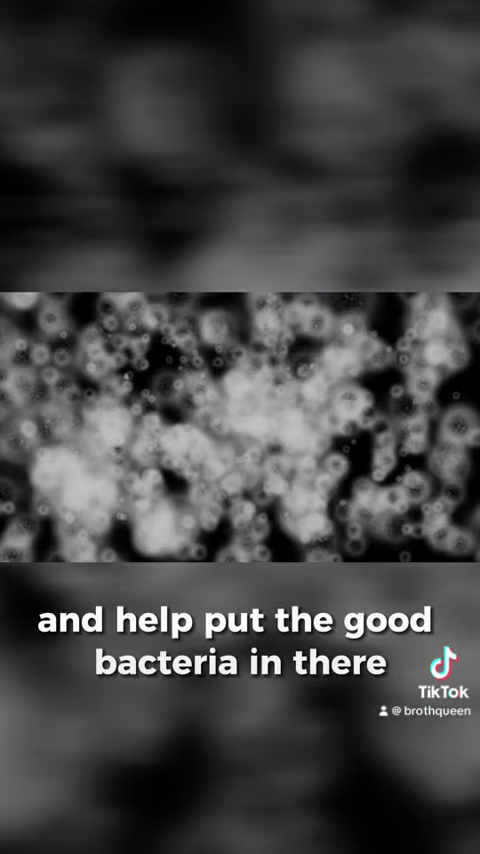 and help put the good
bacteria in there
TikTok
@ brothqueen